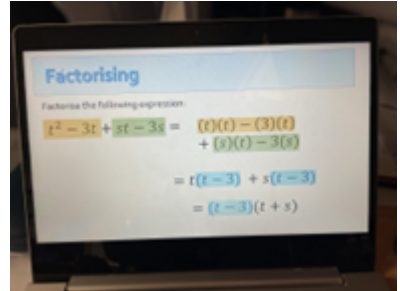 Factorising
Factorise the following expression:
t² − 3t + st − 3s = (t)(t) − (3)(t)
+ (s)(t) − 3(s)
= t(t − 3) + s(t − 3)
= (t − 3)(t + s)